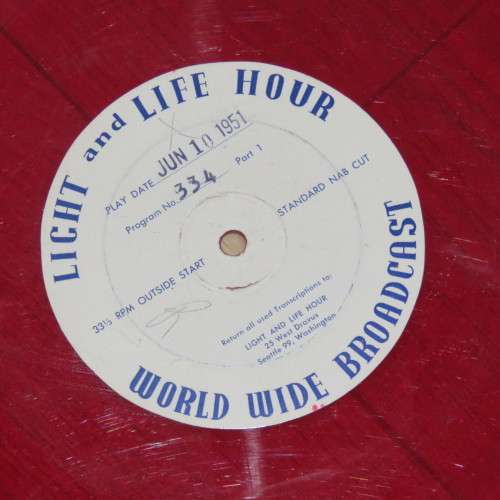 LIGHT and LIFE HOUR
PLAY DATE JUN 10 1951
Program No. 334 Part 1
STANDARD NAB CUT
33⅓ RPM OUTSIDE START
Return all used Transcriptions to:
LIGHT AND LIFE HOUR
25 West Dravus
Seattle 99, Washington
WORLD WIDE BROADCAST